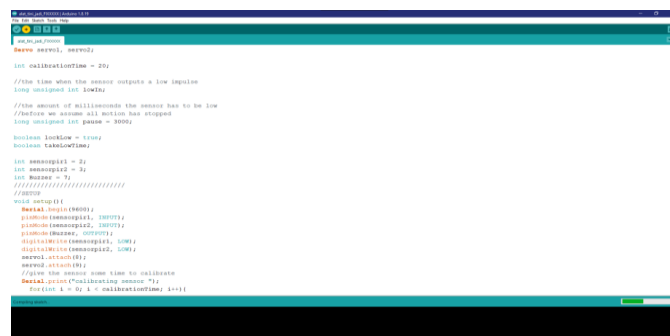 File Edit Sketch Tools Help
Servo servo1, servo2;
int calibrationTime = 20;
//the time when the sensor outputs a low impulse
long unsigned int lowIn;
//the amount of milliseconds the sensor has to be low
//before we assume all motion has stopped
long unsigned int pause = 3000;
boolean lockLow = true;
boolean takeLowTime;
int sensorpir1 = 2;
int sensorpir2 = 3;
int Buzzer = 7;
/////////////////////////////
//SETUP
void setup(){
Serial.begin(9600);
pinMode(sensorpir1, INPUT);
pinMode(sensorpir2, INPUT);
pinMode(Buzzer, OUTPUT);
digitalWrite(sensorpir1, LOW);
digitalWrite(sensorpir2, LOW);
servo1.attach(8);
servo2.attach(9);
//give the sensor some time to calibrate
Serial.print("calibrating sensor ");
for(int i = 0; i < calibrationTime; i++){
Compiling sketch...